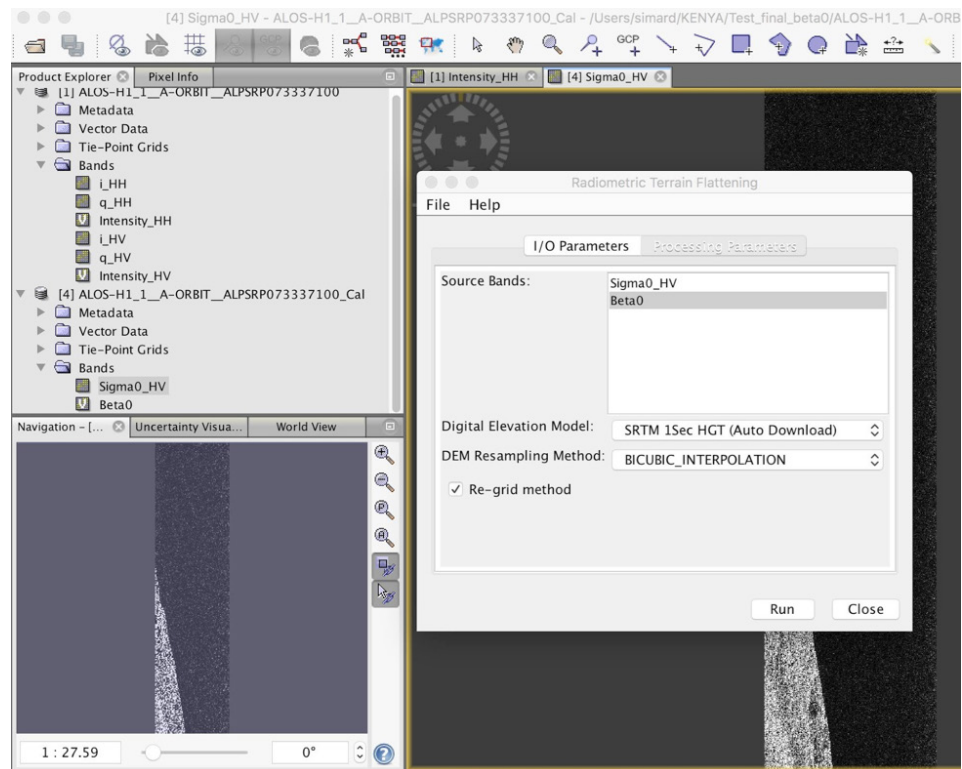 [4] Sigma0_HV - ALOS-H1_1__A-ORBIT__ALPSRP073337100_Cal - /Users/simard/KENYA/Test_final_beta0/ALOS-H1_1__A-ORB
GCP
GCP
Product Explorer Pixel Info
[1] ALOS-H1_1__A-ORBIT__ALPSRP073337100
Metadata
Vector Data
Tie-Point Grids
Bands
i_HH
q_HH
Intensity_HH
i_HV
q_HV
Intensity_HV
[4] ALOS-H1_1__A-ORBIT__ALPSRP073337100_Cal
Metadata
Vector Data
Tie-Point Grids
Bands
Sigma0_HV
Beta0
Navigation – [... Uncertainty Visua... World View
1 : 27.59 0°
[1] Intensity_HH [4] Sigma0_HV
Radiometric Terrain Flattening
File Help
I/O Parameters Processing Parameters
Source Bands: Sigma0_HV
Beta0
Digital Elevation Model: SRTM 1Sec HGT (Auto Download)
DEM Resampling Method: BICUBIC_INTERPOLATION
Re-grid method
Run Close